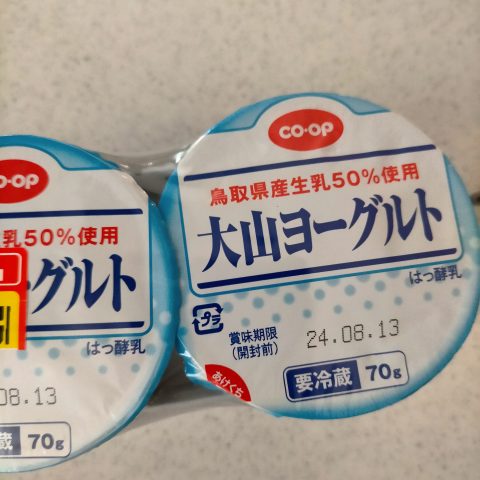 CO·OP
鳥取県産生乳50%使用
大山ヨーグルト
はっ酵乳
プラ
賞味期限
(開封前)
24.08.13
あけくち
要冷蔵 70g
CO·OP
乳50%使用
ーグルト
はっ酵乳
08.13
蔵 70g